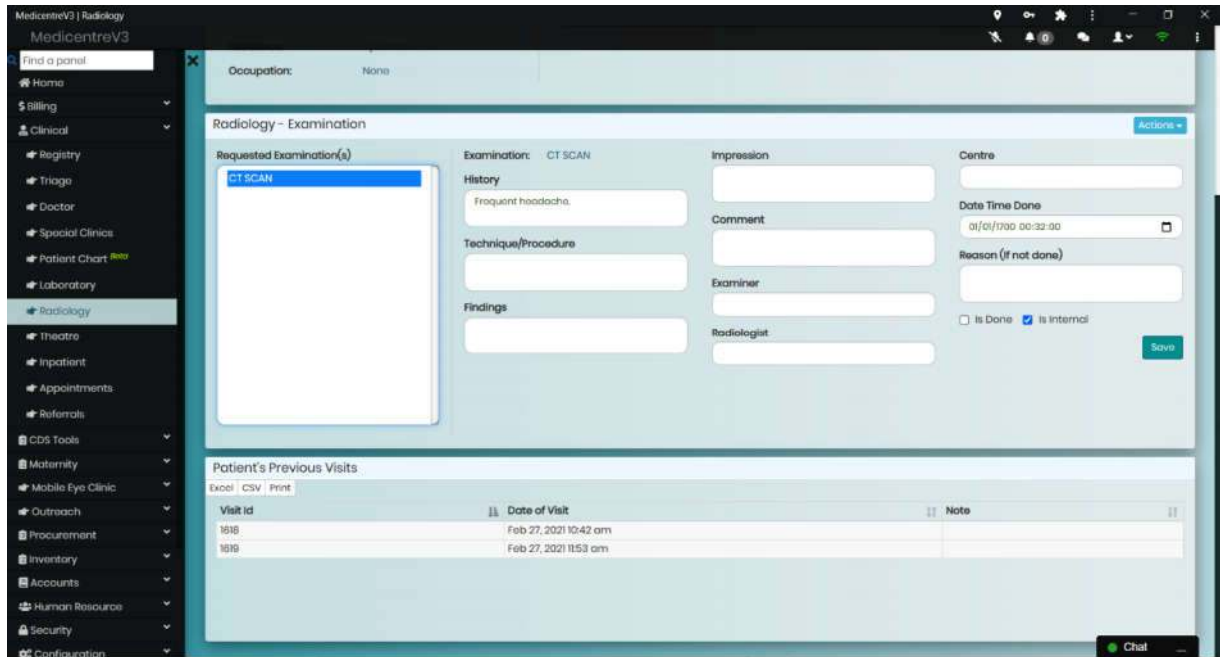 MedicentreV3 | Radiology
MedicentreV3
0
Find a panel
Home
$ Billing
Clinical
Registry
Triage
Doctor
Special Clinics
Patient Chart Beta
Laboratory
Radiology
Theatre
Inpatient
Appointments
Referrals
CDS Tools
Maternity
Mobile Eye Clinic
Outreach
Procurement
Inventory
Accounts
Human Resource
Security
Configuration
Occupation: None
Radiology - Examination
Actions
Requested Examination(s)
CT SCAN
Examination: CT SCAN
History
Frequent headache.
Technique/Procedure
Findings
Impression
Comment
Examiner
Radiologist
Centre
Date Time Done
01/01/1700 00:32:00
Reason (If not done)
Is Done Is Internal
Save
Patient's Previous Visits
Excel CSV Print
Visit Id Date of Visit Note
1618 Feb 27, 2021 10:42 am
1619 Feb 27, 2021 11:53 am
Chat